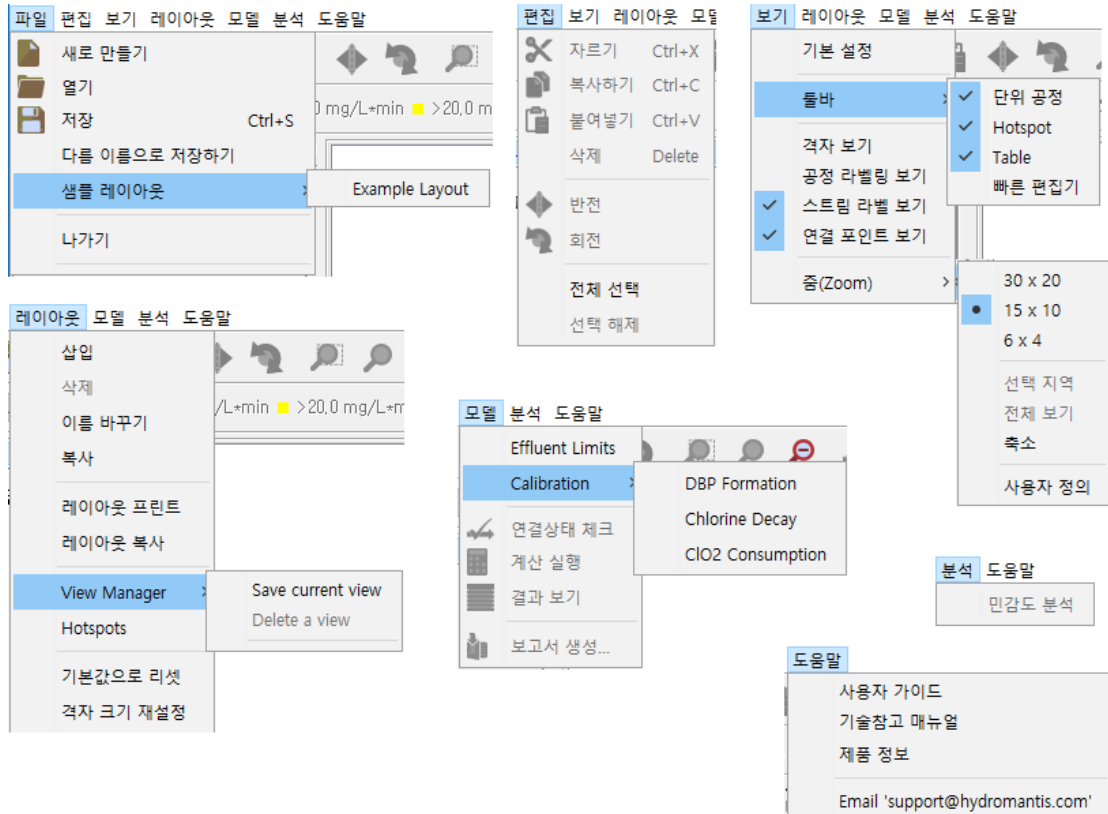 파일 편집 보기 레이아웃 모델 분석 도움말
새로 만들기
열기
저장 Ctrl+S
다름 이름으로 저장하기
샘플 레이아웃
Example Layout
나가기
mg/L*min >20,0 m
편집 보기 레이아웃
자르기 Ctrl+X
복사하기 Ctrl+C
붙여넣기 Ctrl+V
삭제 Delete
반전
회전
전체 선택
선택 해제
보기 레이아웃 모델 분석 도움말
기본 설정
툴바
단위 공정
Hotspot
Table
빠른 편집기
격자 보기
공정 라벨링 보기
스트림 라벨 보기
연결 포인트 보기
줌(Zoom)
30 x 20
15 x 10
6 x 4
선택 지역
전체 보기
축소
사용자 정의
레이아웃 모델 분석 도움말
삽입
삭제
이름 바꾸기
복사
레이아웃 프린트
레이아웃 복사
View Manager
Save current view
Delete a view
Hotspots
기본값으로 리셋
격자 크기 재설정
/L*min >20,0 mg/L*m
모델 분석 도움말
Effluent Limits
Calibration
DBP Formation
Chlorine Decay
ClO2 Consumption
연결상태 체크
계산 실행
결과 보기
보고서 생성...
분석 도움말
민감도 분석
도움말
사용자 가이드
기술참고 매뉴얼
제품 정보
Email 'support@hydromantis.com'